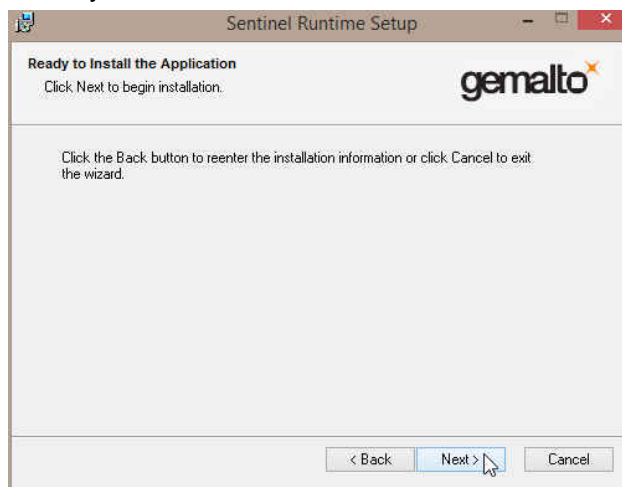 Sentinel Runtime Setup
Ready to Install the Application
Click Next to begin installation.
gemalto
Click the Back button to reenter the installation information or click Cancel to exit
the wizard.
< Back
Next >
Cancel